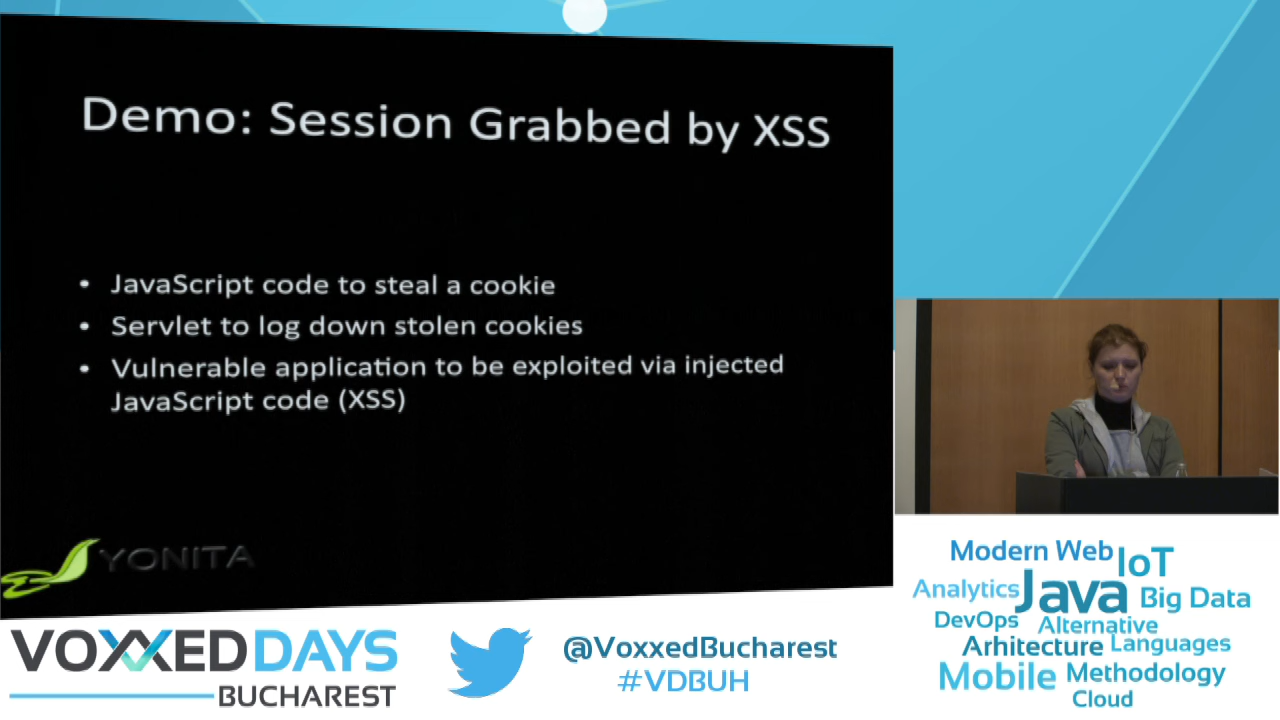 Demo: Session Grabbed by XSS
• JavaScript code to steal a cookie
• Servlet to log down stolen cookies
• Vulnerable application to be exploited via injected
JavaScript code (XSS)
YONITA
VOXXED DAYS
BUCHAREST
@VoxxedBucharest
#VDBUH
Modern Web IoT
Analytics Java Big Data
DevOps Alternative
Arhitecture Languages
Mobile Methodology
Cloud